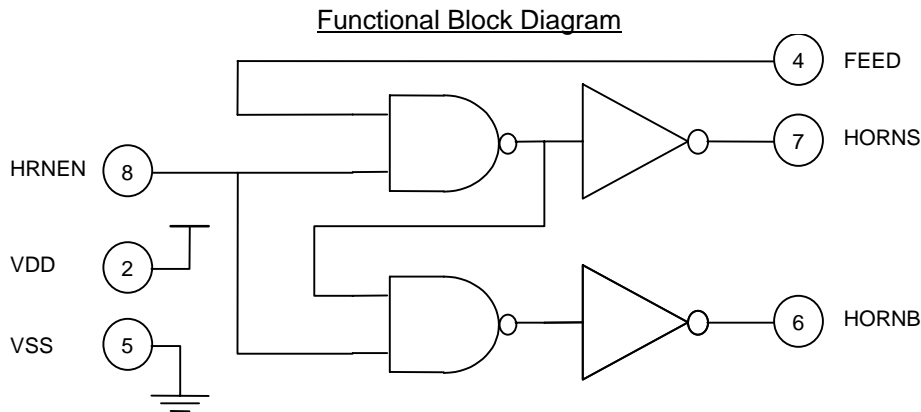 Functional Block Diagram
4 FEED
7 HORNS
HRNEN 8
VDD 2
6 HORNB
VSS 5